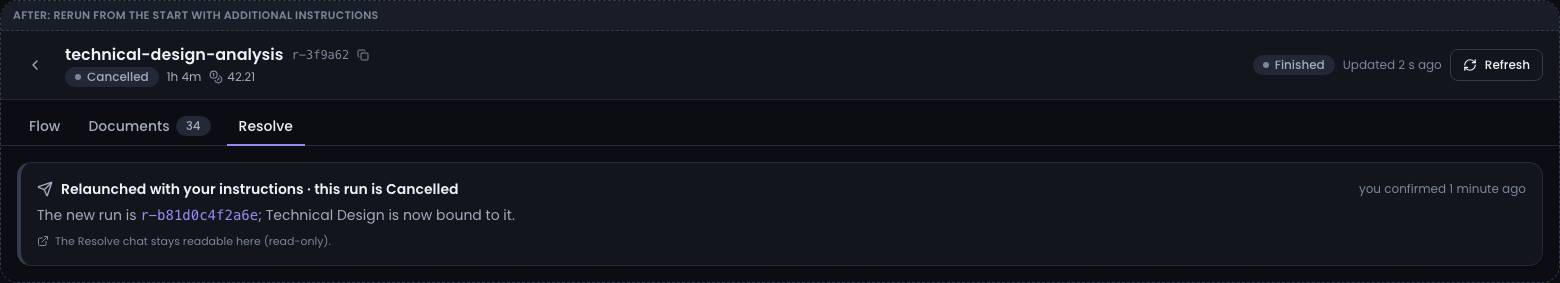 AFTER: RERUN FROM THE START WITH ADDITIONAL INSTRUCTIONS
technical-design-analysis r-3f9a62
Cancelled 1h 4m 42.21
Finished Updated 2 s ago Refresh
Flow Documents 34 Resolve
Relaunched with your instructions · this run is Cancelled you confirmed 1 minute ago
The new run is r-b81d0c4f2a6e; Technical Design is now bound to it.
The Resolve chat stays readable here (read-only).